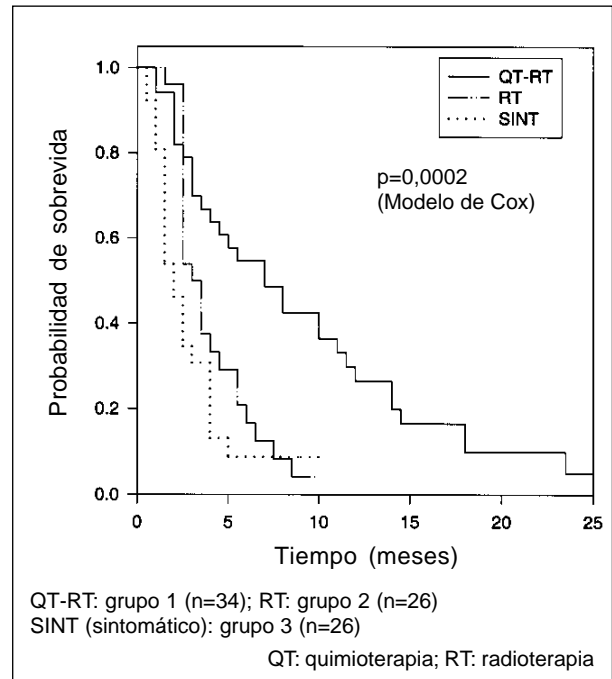 1.0
0.8
0.6
0.4
0.2
0.0
Probabilidad de sobrevida
QT-RT
RT
SINT
p=0,0002
(Modelo de Cox)
0 5 10 15 20 25
Tiempo (meses)
QT-RT: grupo 1 (n=34); RT: grupo 2 (n=26)
SINT (sintomático): grupo 3 (n=26)
QT: quimioterapia; RT: radioterapia